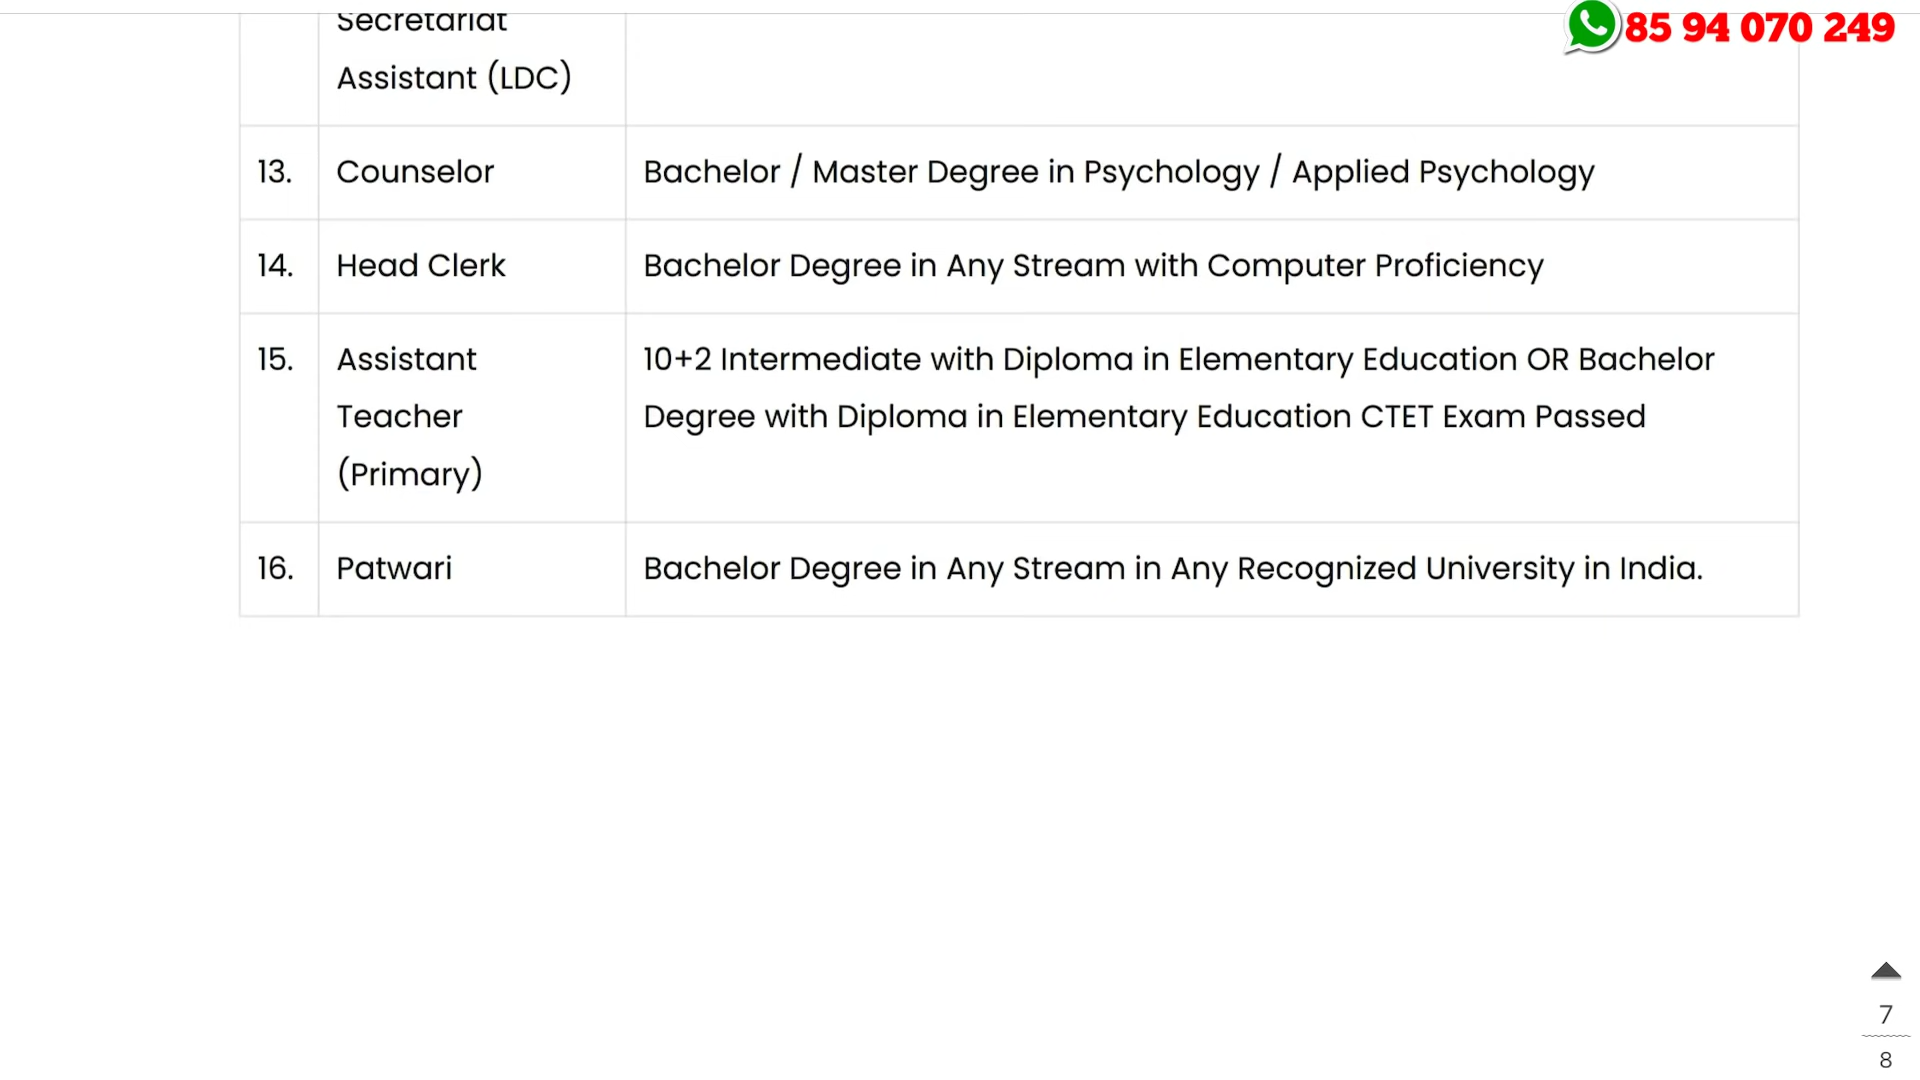 Secretariat
85 94 070 249
Assistant (LDC)
13. Counselor Bachelor / Master Degree in Psychology / Applied Psychology
14. Head Clerk Bachelor Degree in Any Stream with Computer Proficiency
15. Assistant 10+2 Intermediate with Diploma in Elementary Education OR Bachelor
Teacher Degree with Diploma in Elementary Education CTET Exam Passed
(Primary)
16. Patwari Bachelor Degree in Any Stream in Any Recognized University in India.
7
8